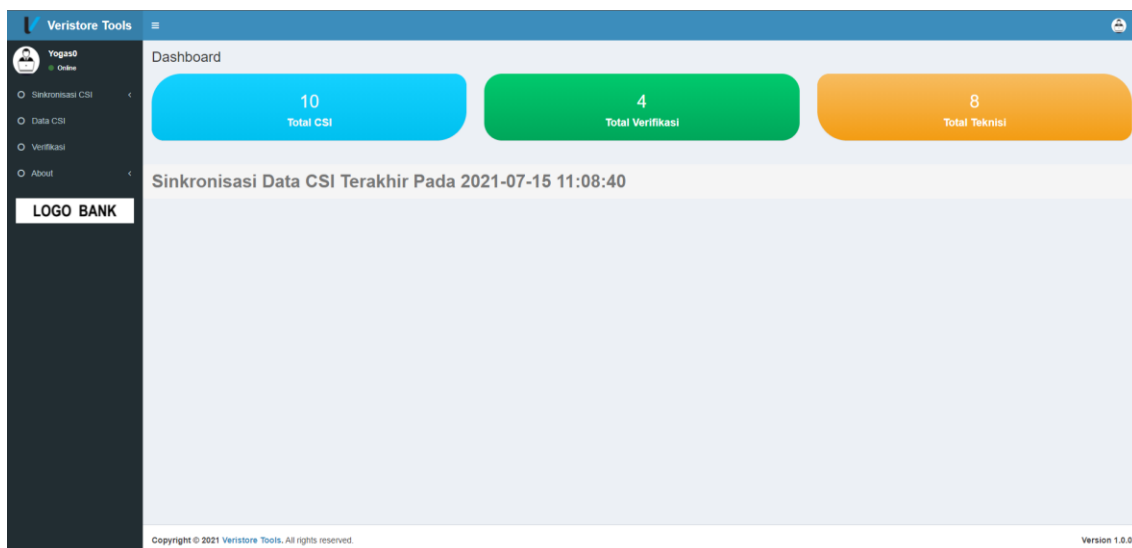 Veristore Tools
Yogas0
Online
Sinkronisasi CSI
Data CSI
Verifikasi
About
LOGO BANK
Dashboard
10
Total CSI
4
Total Verifikasi
8
Total Teknisi
Sinkronisasi Data CSI Terakhir Pada 2021-07-15 11:08:40
Copyright © 2021 Veristore Tools. All rights reserved.
Version 1.0.0